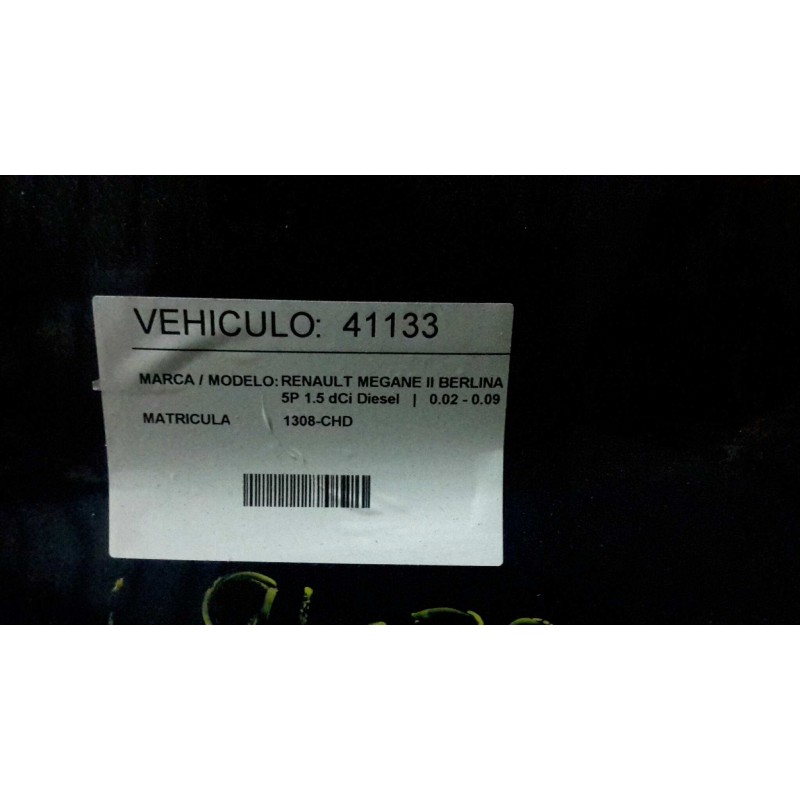 VEHICULO: 41133
MARCA / MODELO: RENAULT MEGANE II BERLINA
5P 1.5 dCi Diesel | 0.02 - 0.09
MATRICULA 1308-CHD